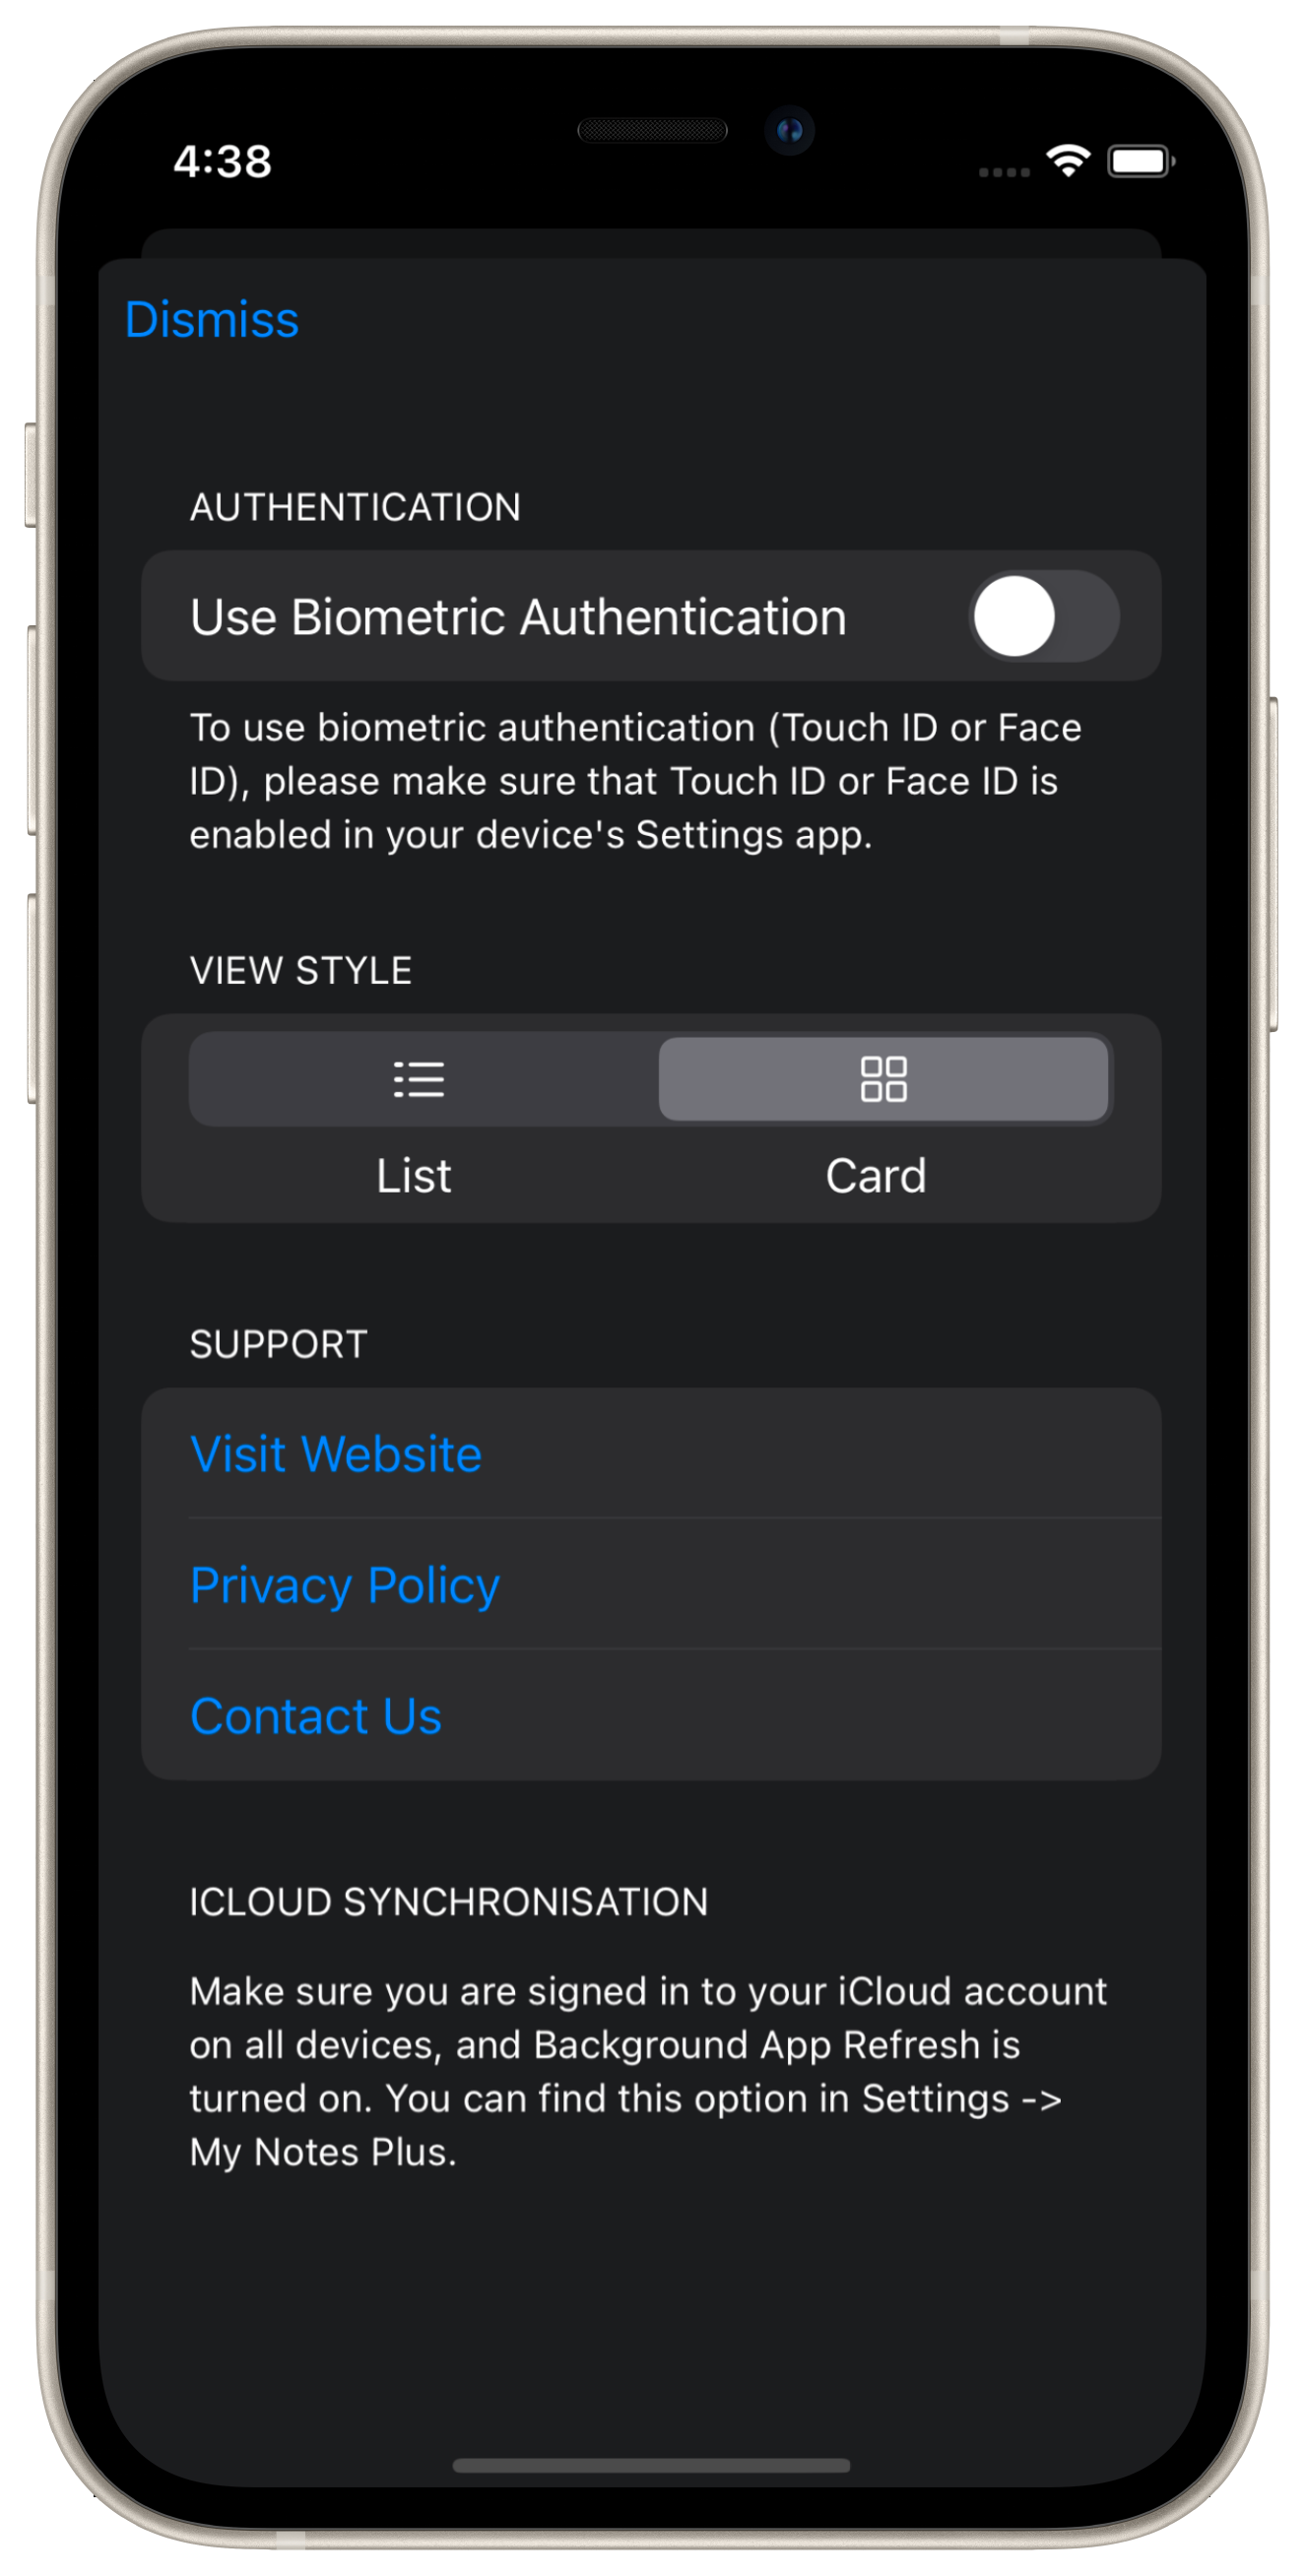 4:38
Dismiss
AUTHENTICATION
Use Biometric Authentication
To use biometric authentication (Touch ID or Face
ID), please make sure that Touch ID or Face ID is
enabled in your device's Settings app.
VIEW STYLE
List
Card
SUPPORT
Visit Website
Privacy Policy
Contact Us
ICLOUD SYNCHRONISATION
Make sure you are signed in to your iCloud account
on all devices, and Background App Refresh is
turned on. You can find this option in Settings ->
My Notes Plus.